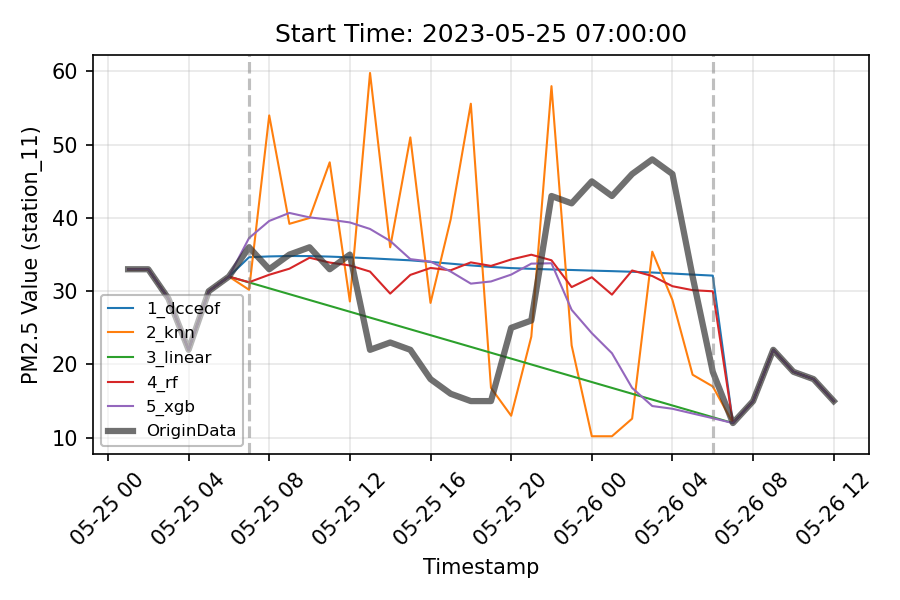 Start Time: 2023-05-25 07:00:00
60
50
40
30
20
10
PM2.5 Value (station_11)
1_dcceof
2_knn
3_linear
4_rf
5_xgb
OriginData
05-25 00
05-25 04
05-25 08
05-25 12
05-25 16
05-25 20
05-26 00
05-26 04
05-26 08
05-26 12
Timestamp